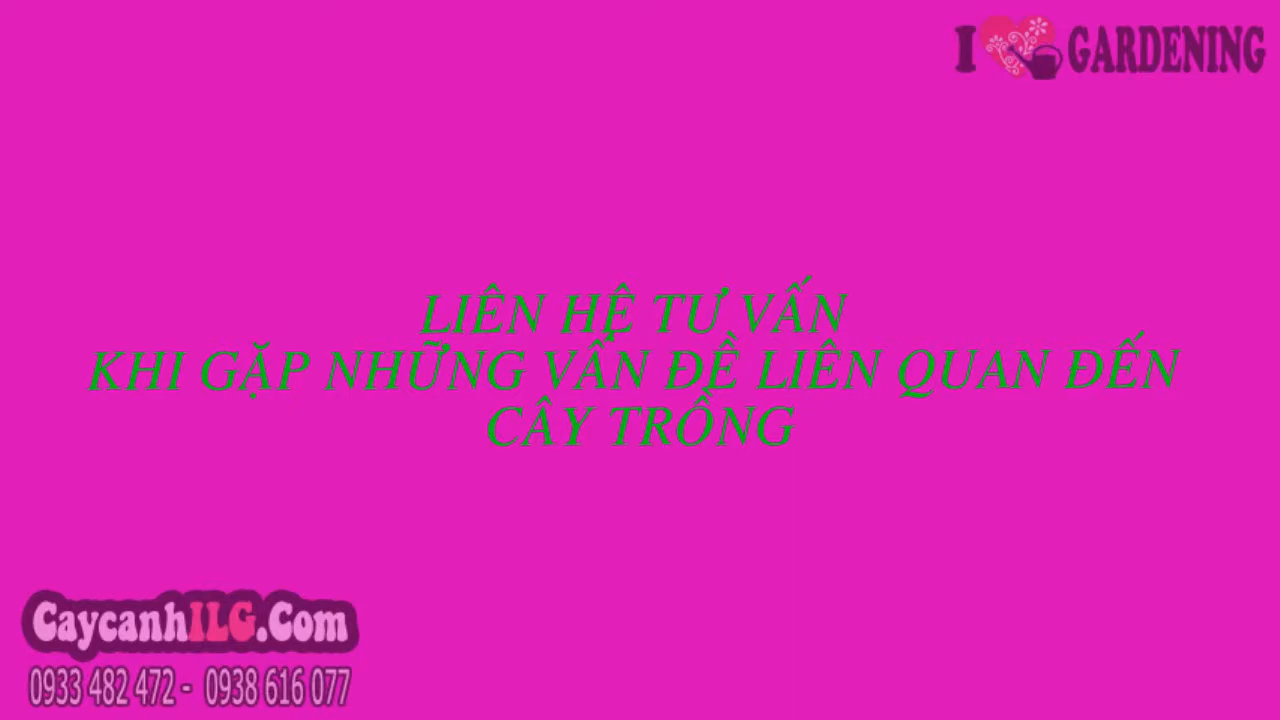 I GARDENING
LIÊN HỆ TƯ VẤN
KHI GẶP NHỮNG VẤN ĐỀ LIÊN QUAN ĐẾN
CÂY TRỒNG
CaycanhILG.Com
0933 482 472 - 0938 616 077